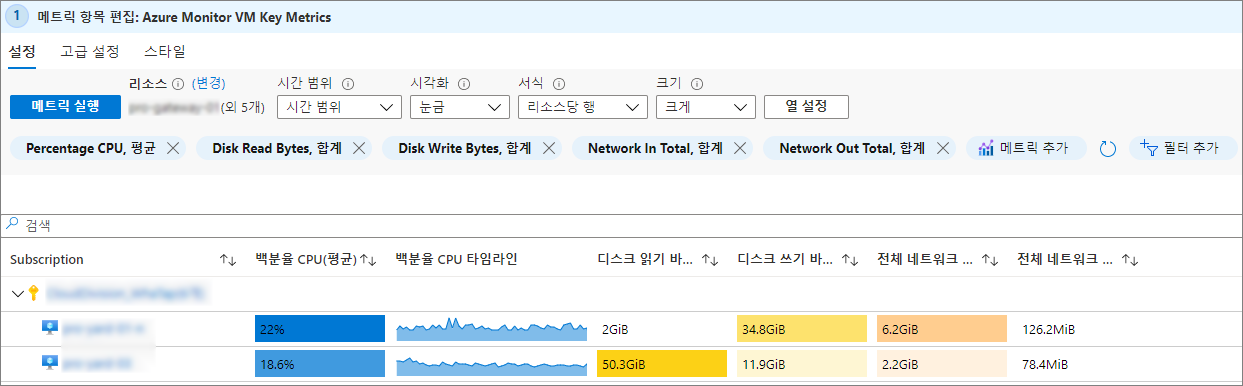 1 메트릭 항목 편집: Azure Monitor VM Key Metrics
설정 고급 설정 스타일
리소스 (변경) 시간 범위 시각화 서식 크기
메트릭 실행 (외 5개) 시간 범위 눈금 리소스당 행 크게 열 설정
Percentage CPU, 평균 Disk Read Bytes, 합계 Disk Write Bytes, 합계 Network In Total, 합계 Network Out Total, 합계 메트릭 추가 필터 추가
검색
Subscription 백분율 CPU(평균) 백분율 CPU 타임라인 디스크 읽기 바... 디스크 쓰기 바... 전체 네트워크 ... 전체 네트워크 ...
22% 2GiB 34.8GiB 6.2GiB 126.2MiB
18.6% 50.3GiB 11.9GiB 2.2GiB 78.4MiB